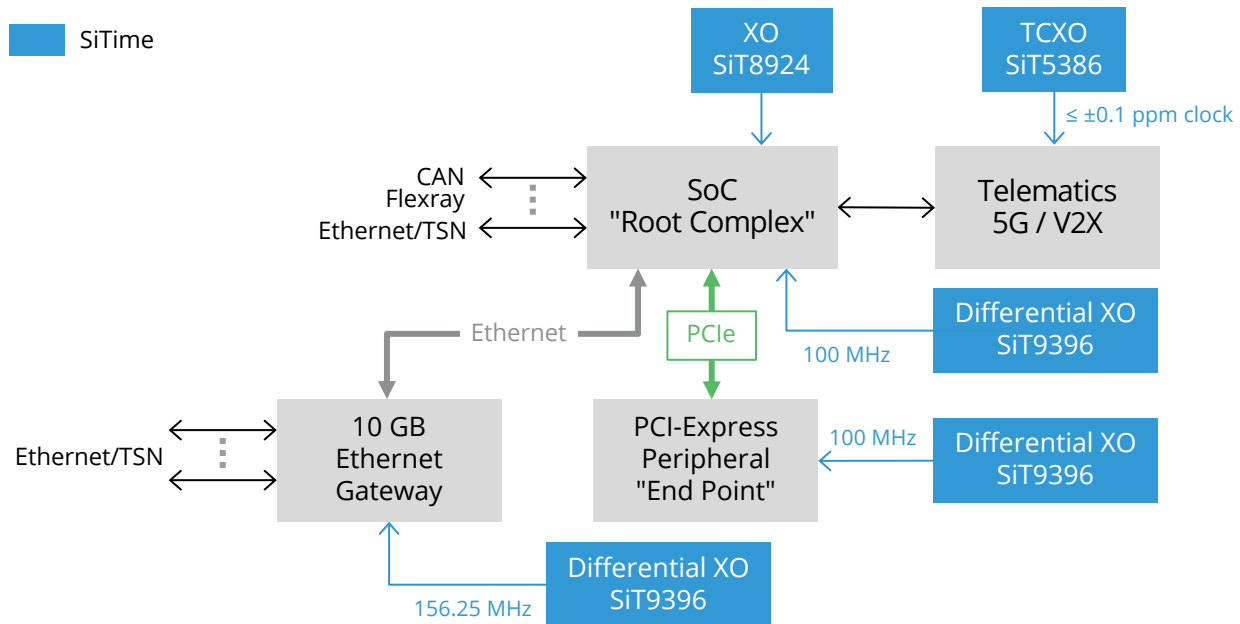 SiTime
XO
SiT8924
TCXO
SiT5386
≤ ±0.1 ppm clock
CAN
Flexray
Ethernet/TSN
SoC
"Root Complex"
Telematics
5G / V2X
Ethernet
PCIe
100 MHz
Differential XO
SiT9396
Ethernet/TSN
10 GB
Ethernet
Gateway
PCI-Express
Peripheral
"End Point"
100 MHz
Differential XO
SiT9396
156.25 MHz
Differential XO
SiT9396